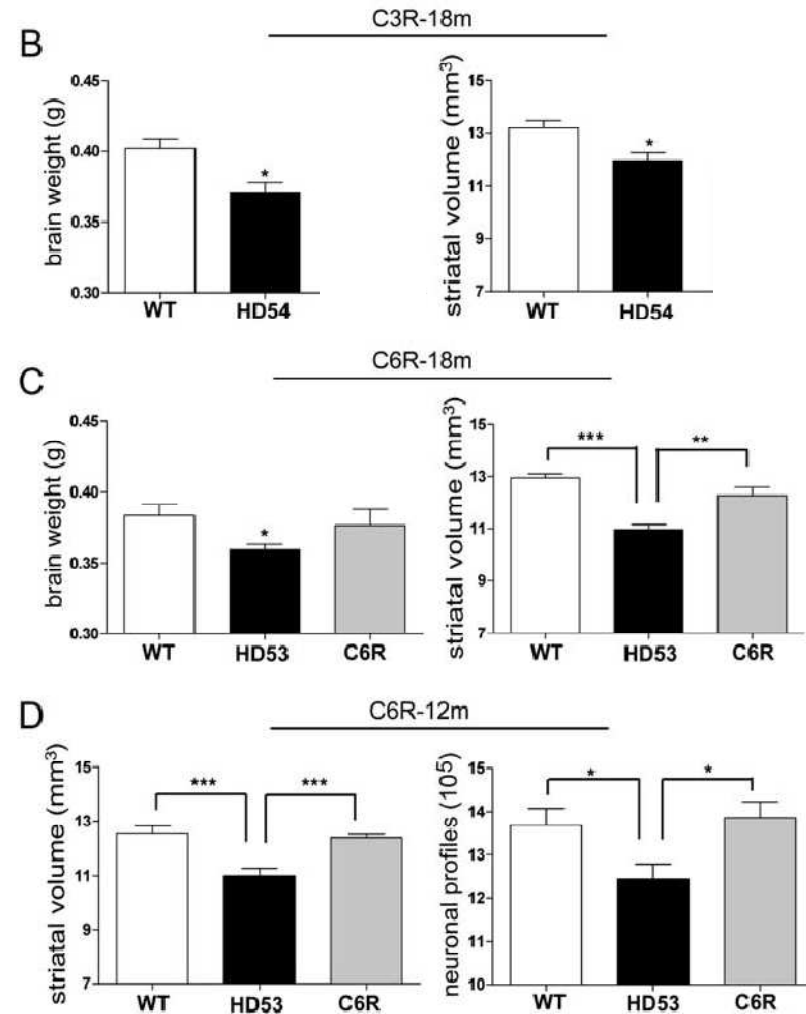 B
C3R-18m
brain weight (g)
0.45
0.40
0.35
0.30
*
WT HD54
striatal volume (mm³)
15
13
11
9
7
*
WT HD54
C
C6R-18m
brain weight (g)
0.45
0.40
0.35
0.30
*
WT HD53 C6R
striatal volume (mm³)
15
13
11
9
7
*** **
WT HD53 C6R
D
C6R-12m
striatal volume (mm³)
15
13
11
9
7
*** ***
WT HD53 C6R
neuronal profiles (10⁵)
15
14
13
12
11
10
* *
WT HD53 C6R